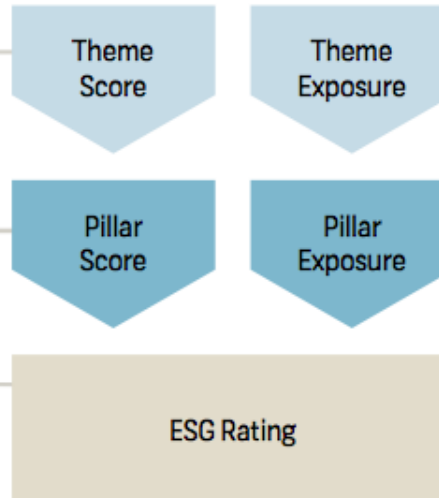 Theme
Score
Theme
Exposure
Pillar
Score
Pillar
Exposure
ESG Rating